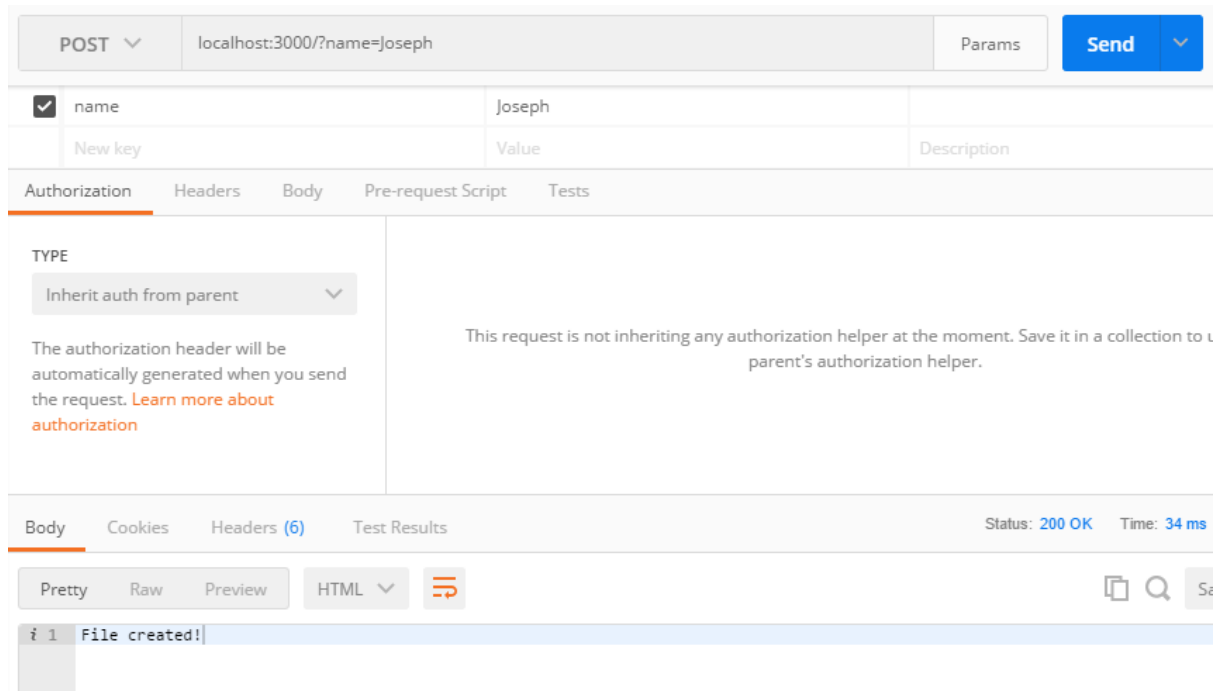 POST localhost:3000/?name=Joseph Params Send
name Joseph
New key Value Description
Authorization Headers Body Pre-request Script Tests
TYPE
Inherit auth from parent
The authorization header will be
automatically generated when you send
the request. Learn more about
authorization
This request is not inheriting any authorization helper at the moment. Save it in a collection to
parent's authorization helper.
Body Cookies Headers (6) Test Results Status: 200 OK Time: 34 ms
Pretty Raw Preview HTML
i 1 File created!